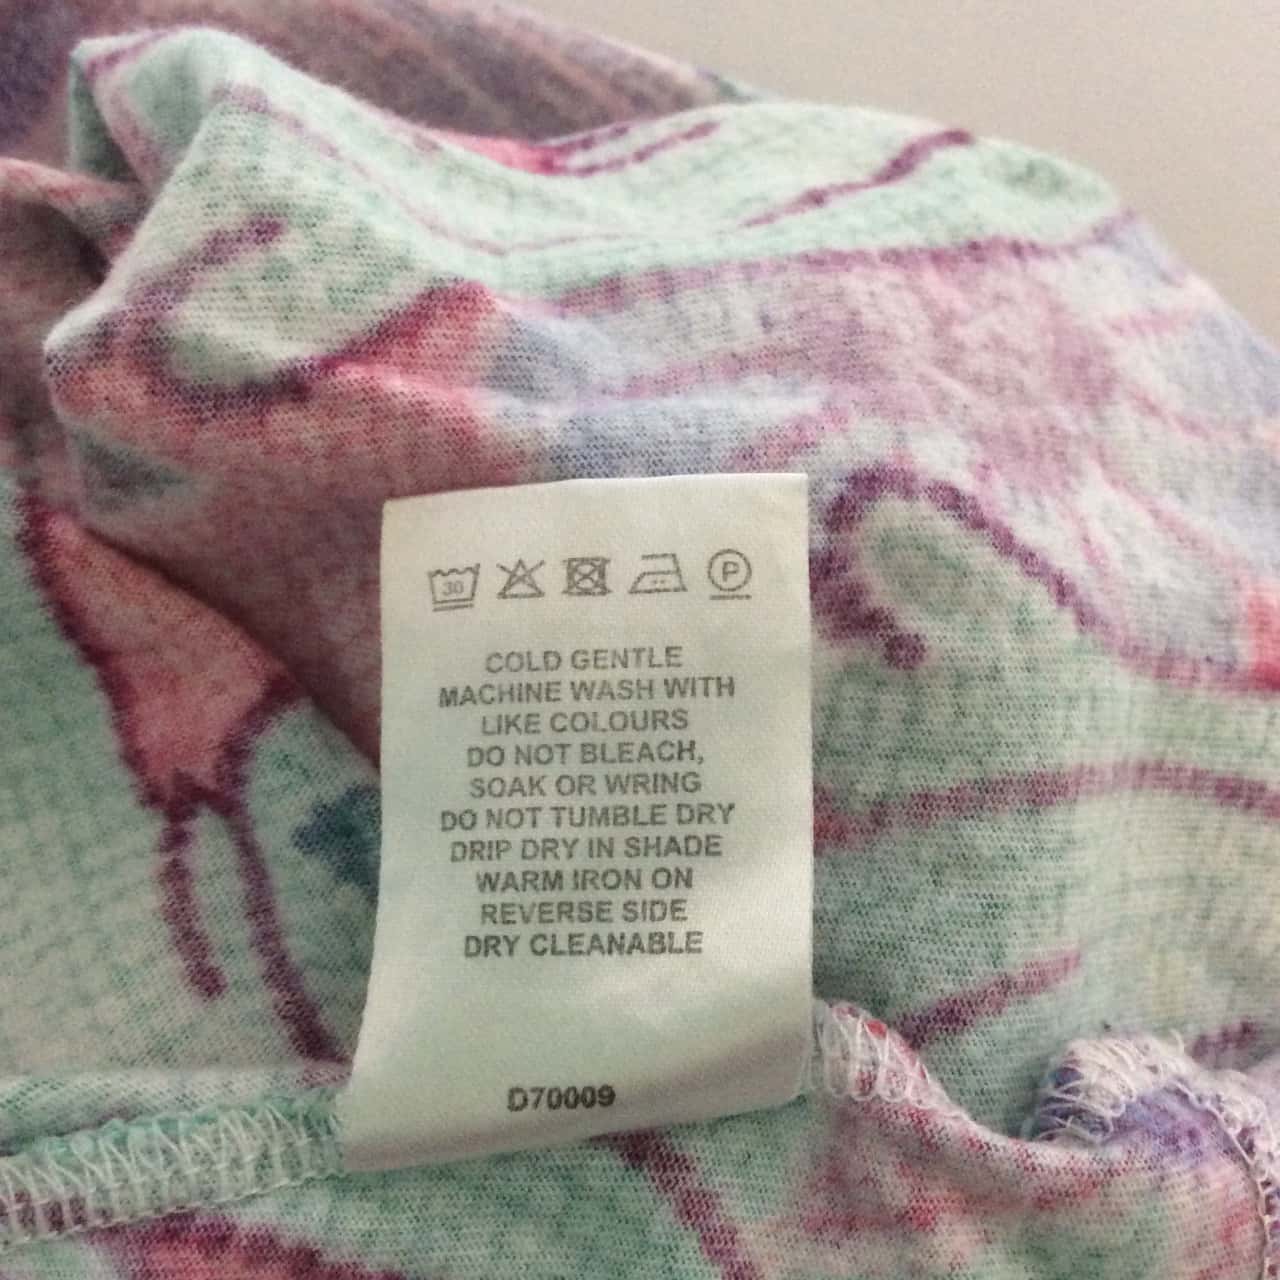 30 P
COLD GENTLE
MACHINE WASH WITH
LIKE COLOURS
DO NOT BLEACH,
SOAK OR WRING
DO NOT TUMBLE DRY
DRIP DRY IN SHADE
WARM IRON ON
REVERSE SIDE
DRY CLEANABLE
D70009